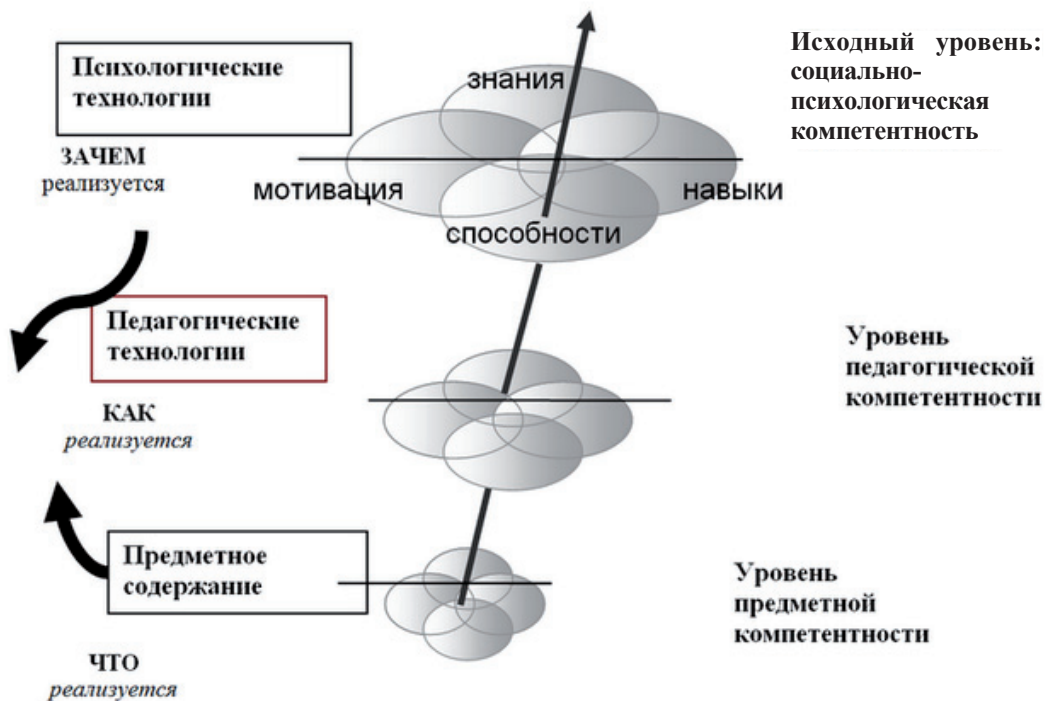 Психологические
технологии
ЗАЧЕМ
реализуется
знания
мотивация
навыки
способности
Исходный уровень:
социально-
психологическая
компетентность
Педагогические
технологии
КАК
реализуется
Уровень
педагогической
компетентности
Предметное
содержание
ЧТО
реализуется
Уровень
предметной
компетентности